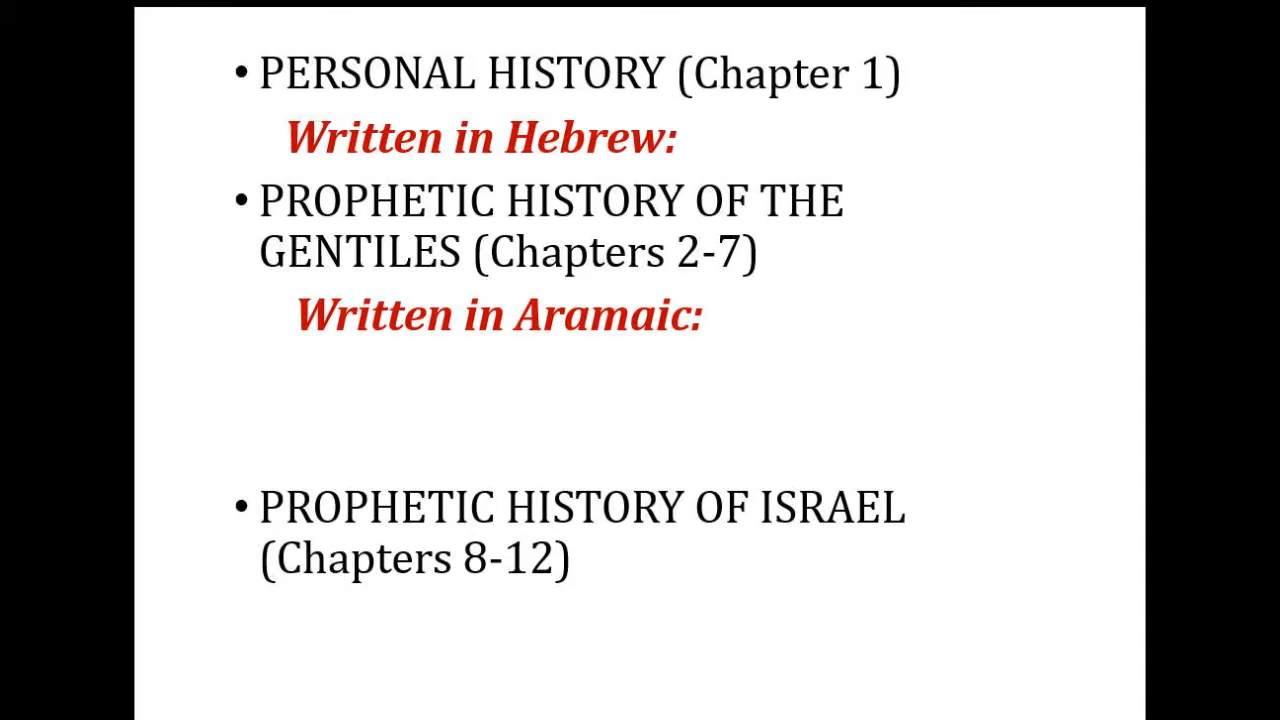 • PERSONAL HISTORY (Chapter 1)
Written in Hebrew:
• PROPHETIC HISTORY OF THE
GENTILES (Chapters 2-7)
Written in Aramaic:
• PROPHETIC HISTORY OF ISRAEL
(Chapters 8-12)